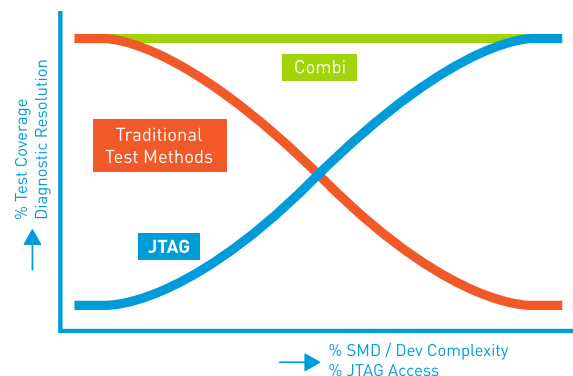 % Test Coverage
Diagnostic Resolution
Combi
Traditional
Test Methods
JTAG
% SMD / Dev Complexity
% JTAG Access